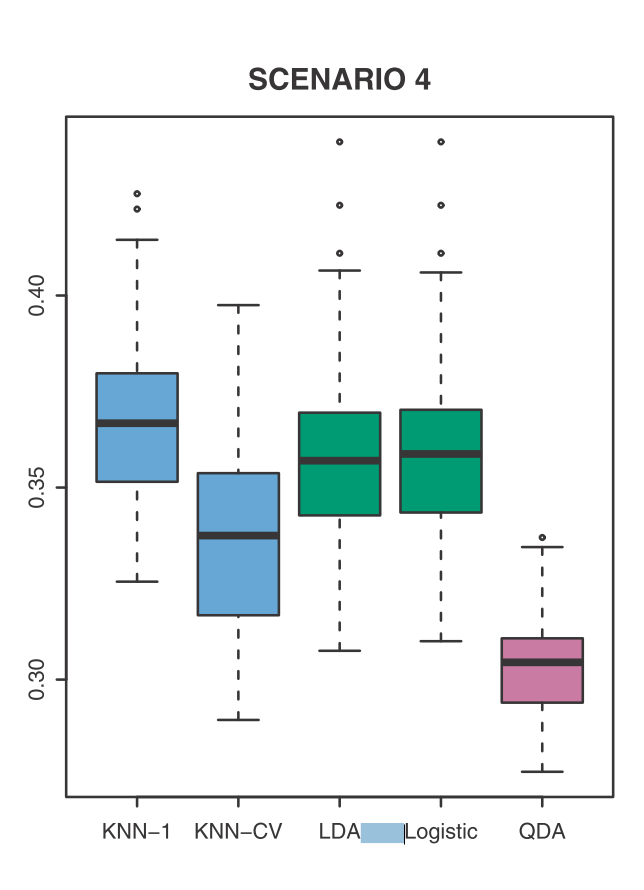 SCENARIO 4
0.40
0.35
0.30
KNN−1 KNN−CV LDA Logistic QDA